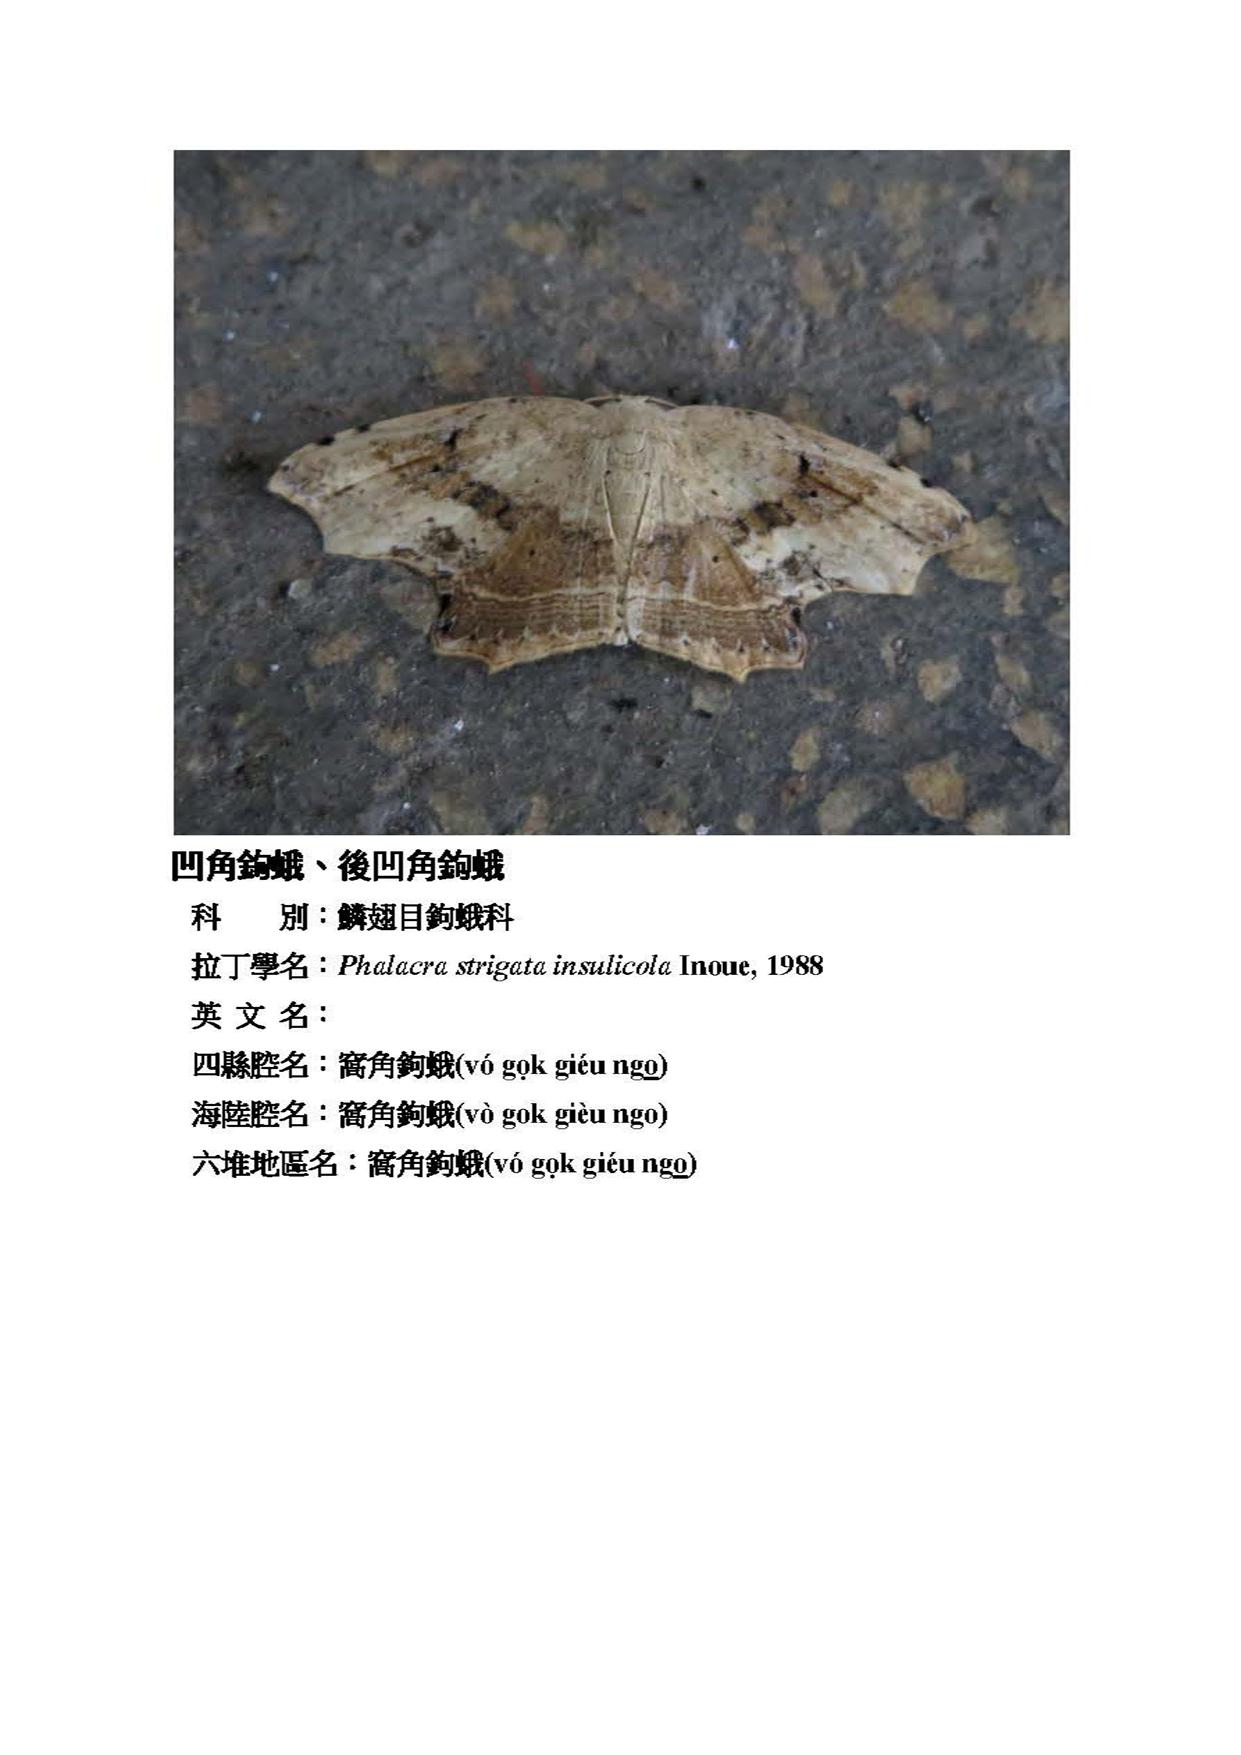 凹角鉤蛾、後凹角鉤蛾
科　　別：鱗翅目鉤蛾科
拉丁學名：Phalacra strigata insulicola Inoue, 1988
英 文 名：
四縣腔名：窩角鉤蛾(vó gọk giéu ngo)
海陸腔名：窩角鉤蛾(vò gok gièu ngo)
六堆地區名：窩角鉤蛾(vó gọk giéu ngo)